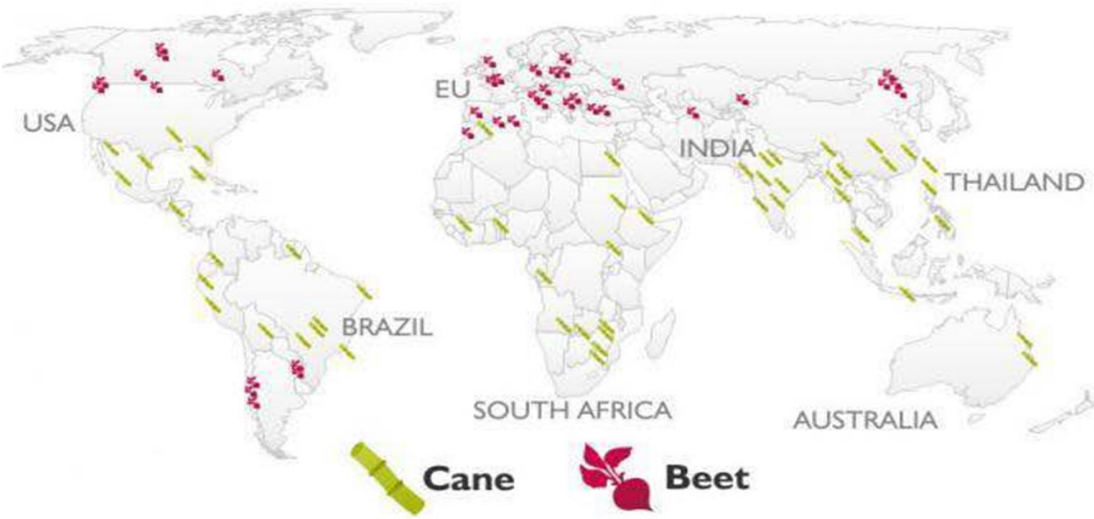 EU
USA
INDIA
THAILAND
BRAZIL
SOUTH AFRICA
AUSTRALIA
Cane
Beet